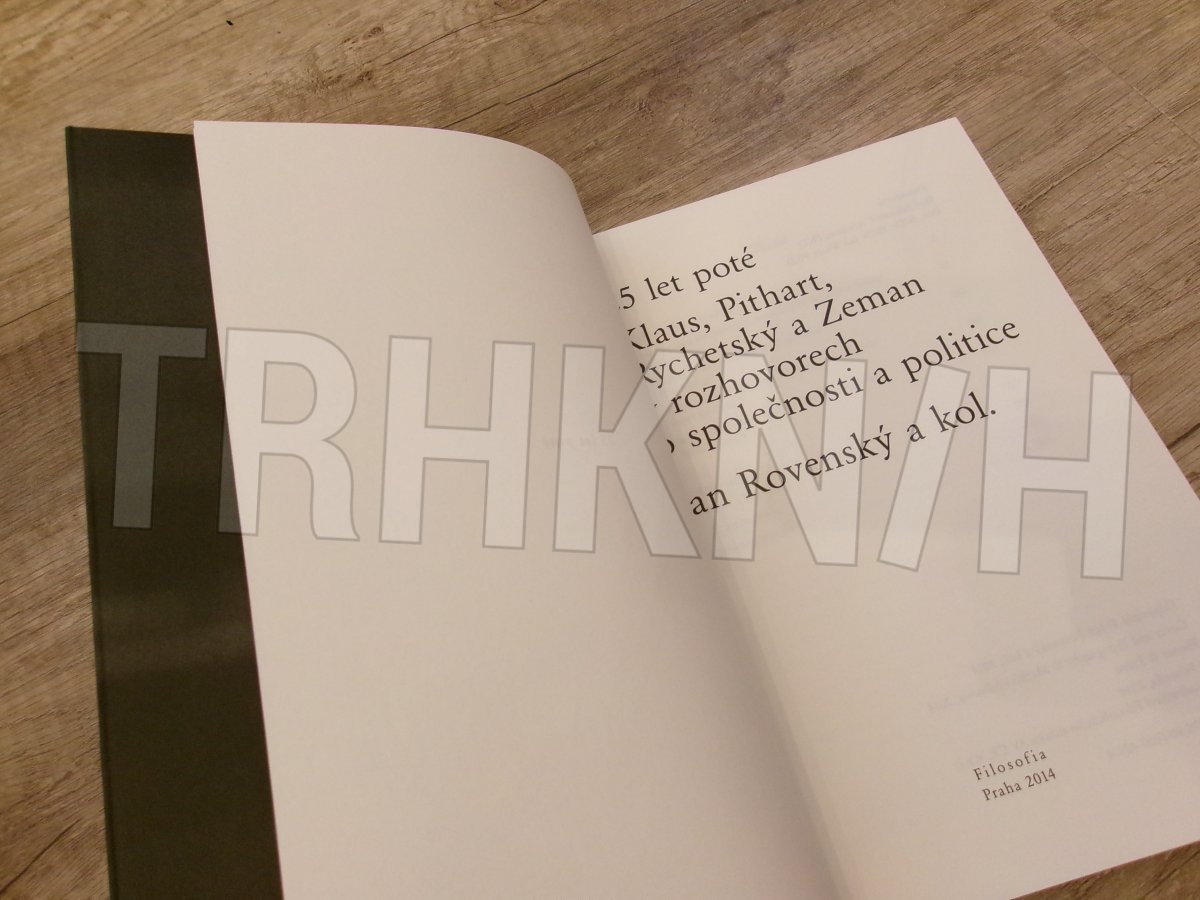 5 let poté
Klaus, Pithart,
Rychetský a Zeman
rozhovorech
společnosti a politice
an Rovenský a kol.
Filosofia
Praha 2014
TRHKNIH